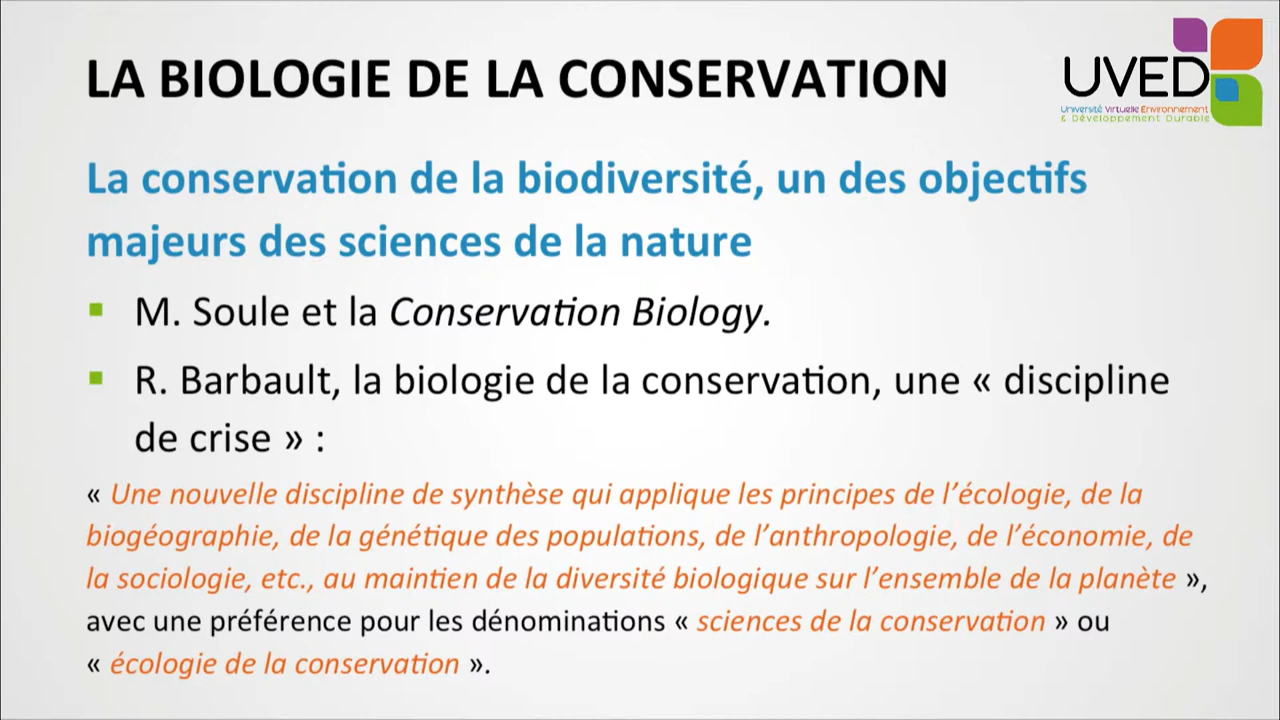 LA BIOLOGIE DE LA CONSERVATION
UVED
Université Virtuelle Environnement
& Développement Durable
La conservation de la biodiversité, un des objectifs
majeurs des sciences de la nature
M. Soule et la Conservation Biology.
R. Barbault, la biologie de la conservation, une « discipline
de crise » :
« Une nouvelle discipline de synthèse qui applique les principes de l’écologie, de la
biogéographie, de la génétique des populations, de l’anthropologie, de l’économie, de
la sociologie, etc., au maintien de la diversité biologique sur l’ensemble de la planète »,
avec une préférence pour les dénominations « sciences de la conservation » ou
« écologie de la conservation ».